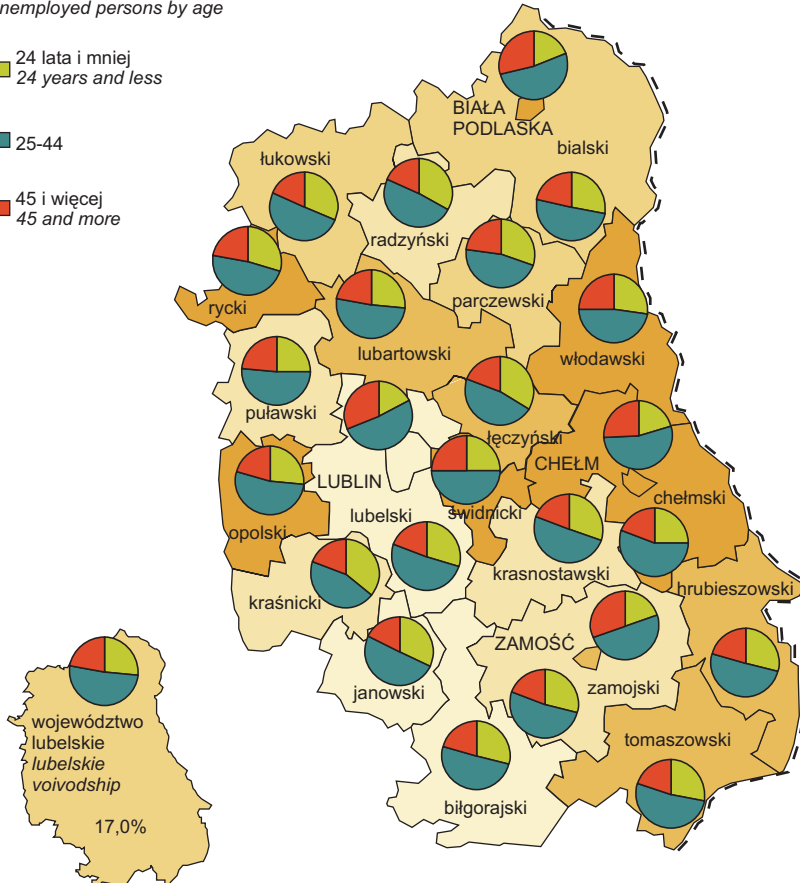 nemployed persons by age
24 lata i mniej
24 years and less
25-44
45 i więcej
45 and more
BIAŁA
PODLASKA
bialski
łukowski
radzyński
parczewski
rycki
lubartowski
włodawski
puławski
łęczyński
CHEŁM
LUBLIN
chełmski
lubelski
świdnicki
opolski
krasnostawski
hrubieszowski
kraśnicki
ZAMOŚĆ
zamojski
janowski
tomaszowski
biłgorajski
województwo
lubelskie
lubelskie
voivodship
17,0%